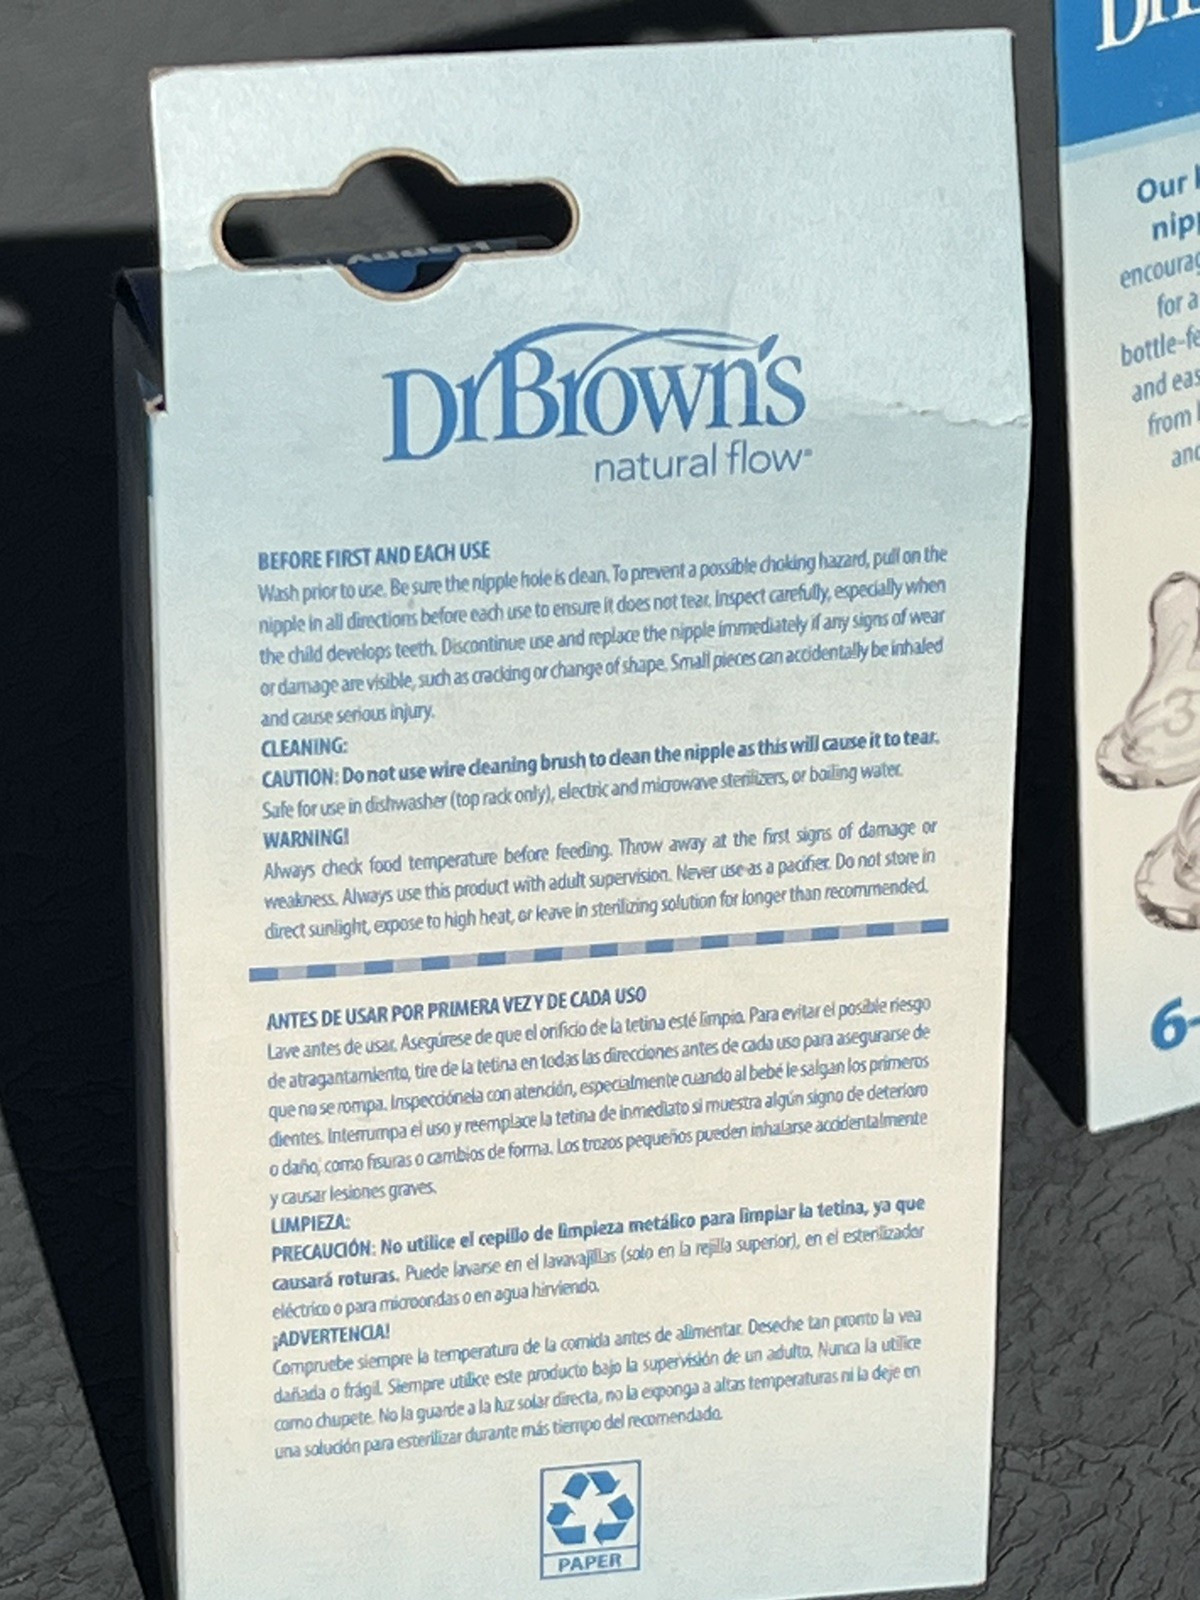 DrBrown's
natural flow®
BEFORE FIRST AND EACH USE
Wash prior to use. Be sure the nipple hole is clean. To prevent a possible choking hazard, pull on the
nipple in all directions before each use to ensure it does not tear. Inspect carefully, especially when
the child develops teeth. Discontinue use and replace the nipple immediately if any signs of wear
or damage are visible, such as cracking or change of shape. Small pieces can accidentally be inhaled
and cause serious injury.
CLEANING:
CAUTION: Do not use wire cleaning brush to clean the nipple as this will cause it to tear.
Safe for use in dishwasher (top rack only), electric and microwave sterilizers, or boiling water.
WARNING!
Always check food temperature before feeding. Throw away at the first signs of damage or
weakness. Always use this product with adult supervision. Never use as a pacifier. Do not store in
direct sunlight, expose to high heat, or leave in sterilizing solution for longer than recommended.
ANTES DE USAR POR PRIMERA VEZ Y DE CADA USO
Lave antes de usar. Asegúrese de que el orificio de la tetina esté limpio. Para evitar el posible riesgo
de atragantamiento, tire de la tetina en todas las direcciones antes de cada uso para asegurarse de
que no se rompa. Inspecciónela con atención, especialmente cuando al bebé le salgan los primeros
dientes. Interrumpa el uso y reemplace la tetina de inmediato si muestra algún signo de deterioro
o daño, como fisuras o cambios de forma. Los trozos pequeños pueden inhalarse accidentalmente
y causar lesiones graves.
LIMPIEZA:
PRECAUCIÓN: No utilice el cepillo de limpieza metálico para limpiar la tetina, ya que
causará roturas. Puede lavarse en el lavavajillas (solo en la rejilla superior), en el esterilizador
eléctrico o para microondas o en agua hirviendo.
¡ADVERTENCIA!
Compruebe siempre la temperatura de la comida antes de alimentar. Deseche tan pronto la vea
dañada o frágil. Siempre utilice este producto bajo la supervisión de un adulto. Nunca la utilice
como chupete. No la guarde a la luz solar directa, no la exponga a altas temperaturas ni la deje en
una solución para esterilizar durante más tiempo del recomendado.
PAPER
Our
nip
encourag
for a
bottle-fe
and eas
from
and
3
6-